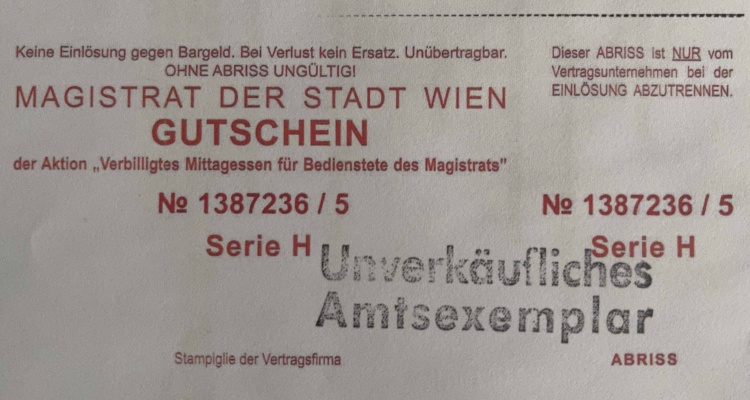 Keine Einlösung gegen Bargeld. Bei Verlust kein Ersatz. Unübertragbar.
OHNE ABRISS UNGÜLTIG!
MAGISTRAT DER STADT WIEN
GUTSCHEIN
der Aktion „Verbilligtes Mittagessen für Bedienstete des Magistrats”
№ 1387236 / 5
Serie H
Stampiglie der Vertragsfirma
Dieser ABRISS ist NUR vom
Vertragsunternehmen bei der
EINLÖSUNG ABZUTRENNEN.
№ 1387236 / 5
Serie H
ABRISS
Unverkäufliches
Amtsexemplar